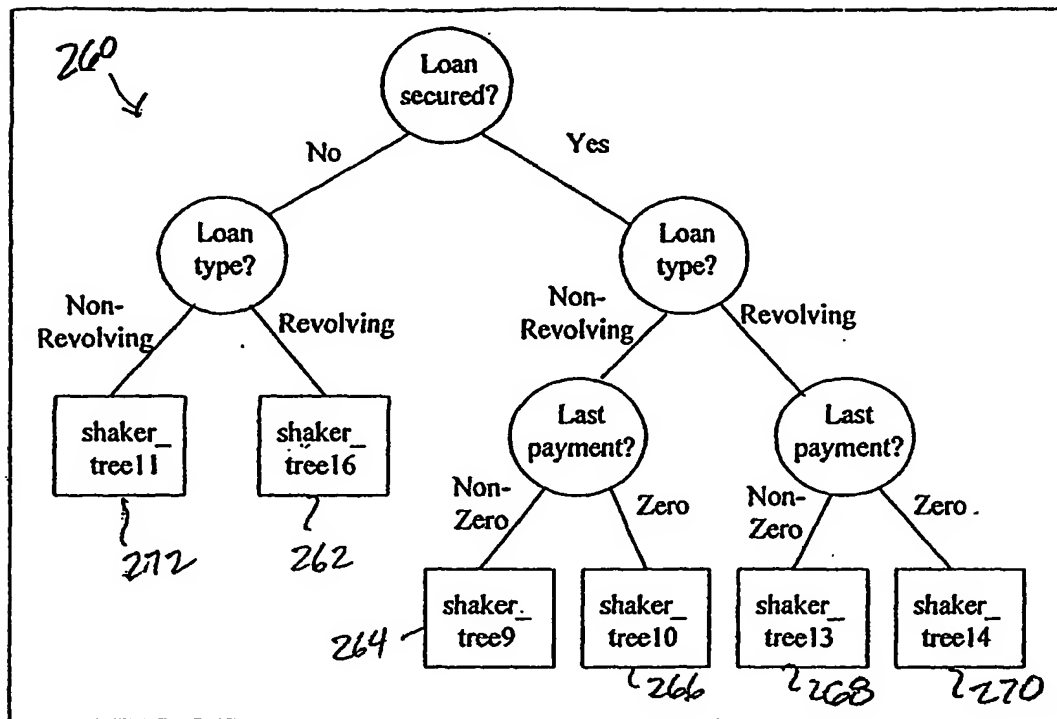 260
Loan
secured?
No
Yes
Loan
type?
Loan
type?
Non-
Revolving
Revolving
Non-
Revolving
Revolving
shaker_
tree11
shaker_
tree16
Last
payment?
Last
payment?
272
262
Non-
Zero
Zero
Non-
Zero
Zero
264
shaker_
tree9
shaker_
tree10
shaker_
tree13
shaker_
tree14
266
268
270